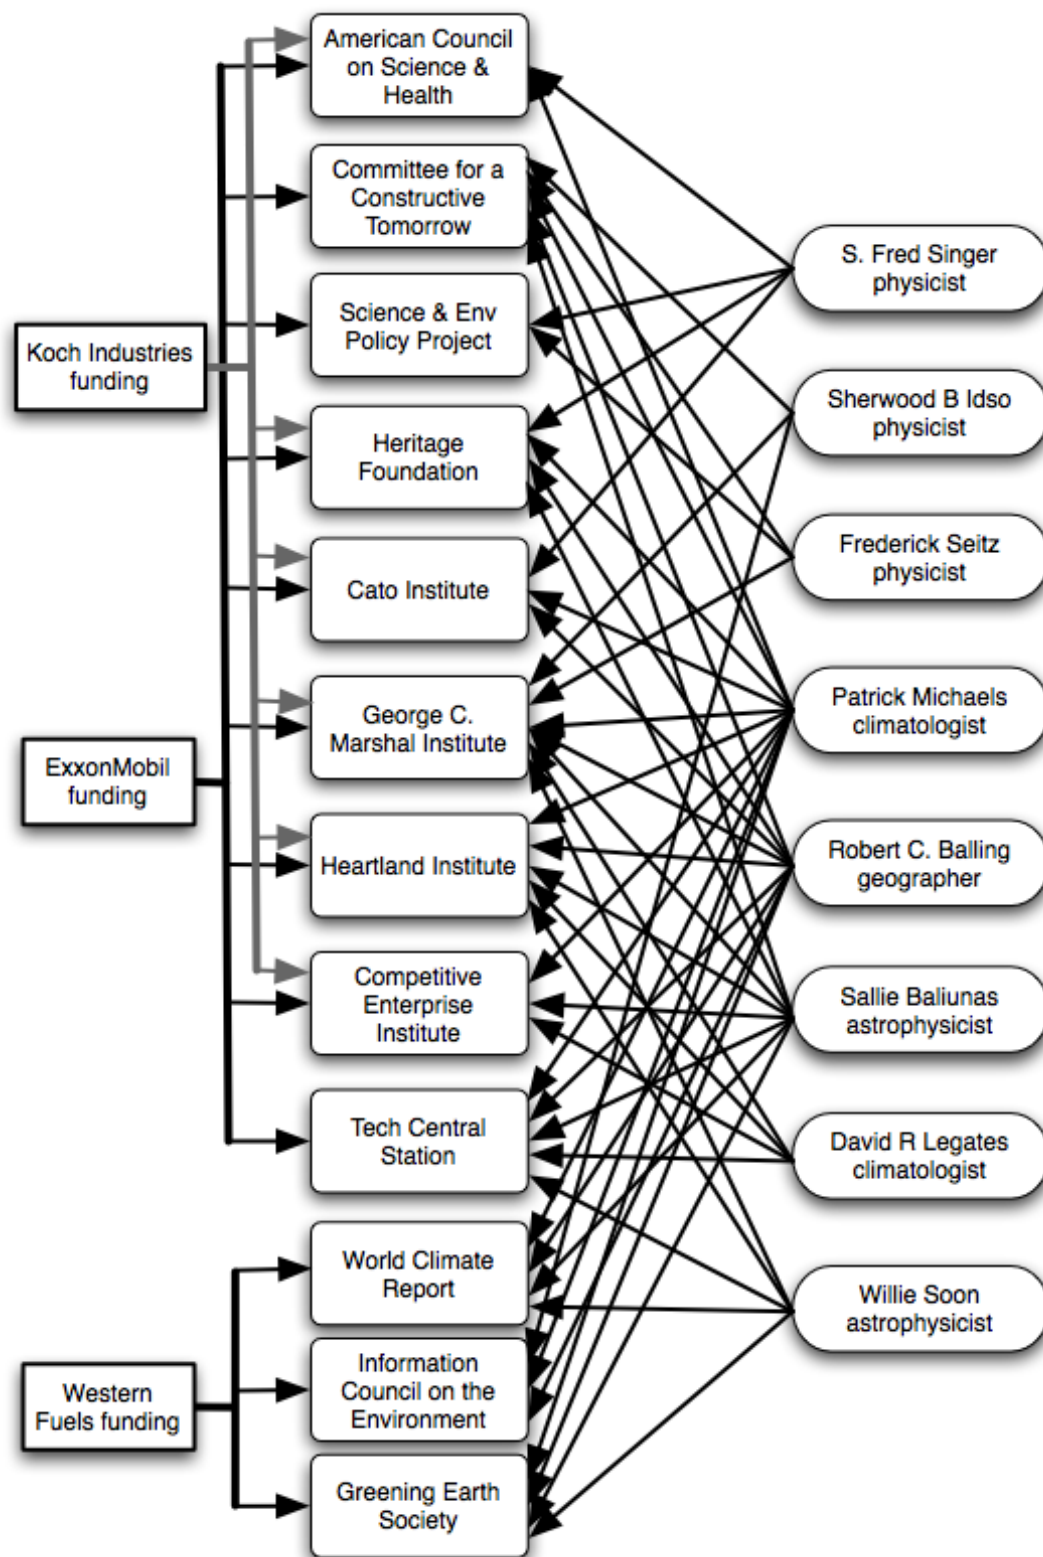 American Council
on Science &
Health
Committee for a
Constructive
Tomorrow
Science & Env
Policy Project
Heritage
Foundation
Cato Institute
George C.
Marshal Institute
Heartland Institute
Competitive
Enterprise
Institute
Tech Central
Station
World Climate
Report
Information
Council on the
Environment
Greening Earth
Society
Koch Industries
funding
ExxonMobil
funding
Western
Fuels funding
S. Fred Singer
physicist
Sherwood B Idso
physicist
Frederick Seitz
physicist
Patrick Michaels
climatologist
Robert C. Balling
geographer
Sallie Baliunas
astrophysicist
David R Legates
climatologist
Willie Soon
astrophysicist